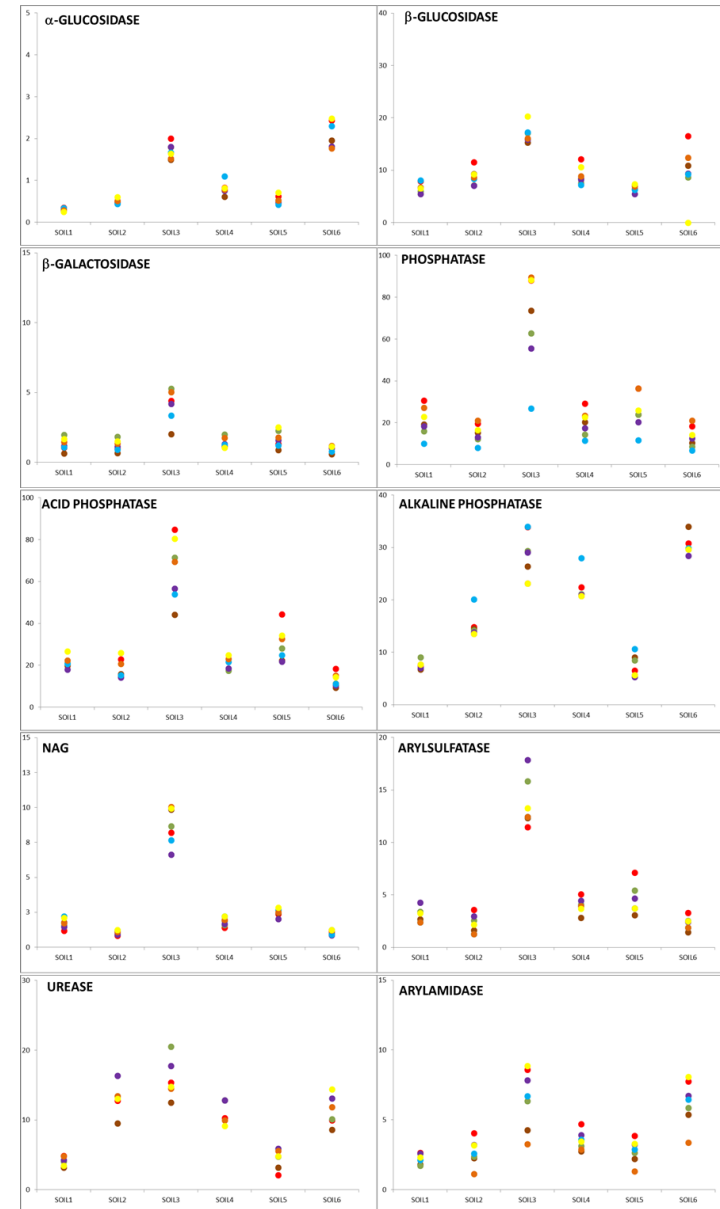 α-GLUCOSIDASE
5
4
3
2
1
0
SOIL1 SOIL2 SOIL3 SOIL4 SOIL5 SOIL6
β-GLUCOSIDASE
40
30
20
10
0
SOIL1 SOIL2 SOIL3 SOIL4 SOIL5 SOIL6
β-GALACTOSIDASE
15
10
5
0
SOIL1 SOIL2 SOIL3 SOIL4 SOIL5 SOIL6
PHOSPHATASE
100
80
60
40
20
0
SOIL1 SOIL2 SOIL3 SOIL4 SOIL5 SOIL6
ACID PHOSPHATASE
100
80
60
40
20
0
SOIL1 SOIL2 SOIL3 SOIL4 SOIL5 SOIL6
ALKALINE PHOSPHATASE
40
30
20
10
0
SOIL1 SOIL2 SOIL3 SOIL4 SOIL5 SOIL6
NAG
15
13
10
8
5
3
0
SOIL1 SOIL2 SOIL3 SOIL4 SOIL5 SOIL6
ARYLSULFATASE
20
15
10
5
0
SOIL1 SOIL2 SOIL3 SOIL4 SOIL5 SOIL6
UREASE
30
20
10
0
SOIL1 SOIL2 SOIL3 SOIL4 SOIL5 SOIL6
ARYLAMIDASE
15
10
5
0
SOIL1 SOIL2 SOIL3 SOIL4 SOIL5 SOIL6